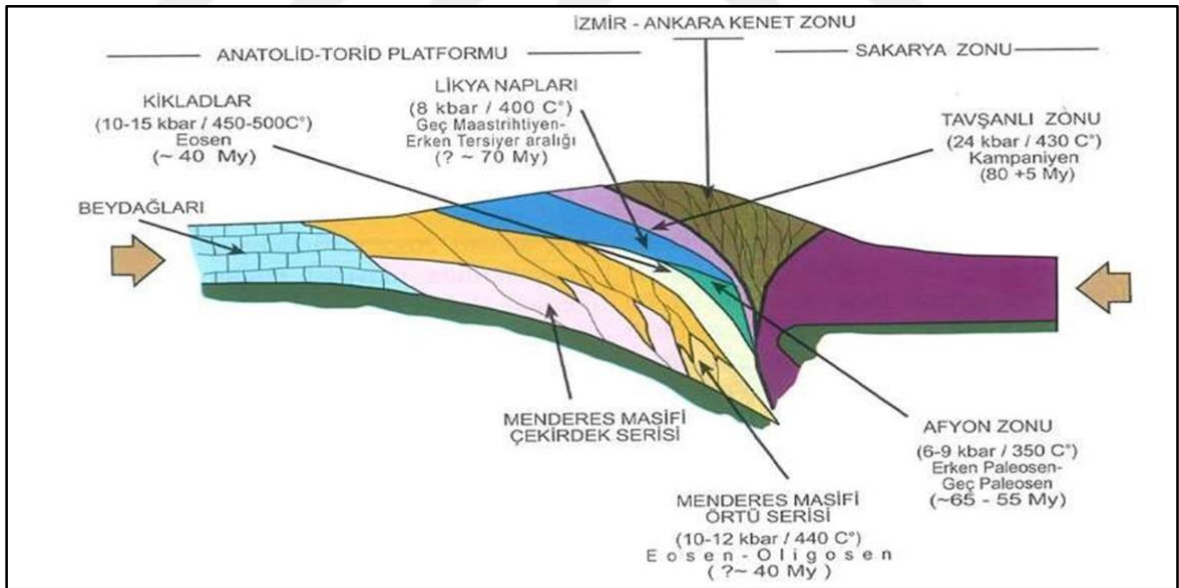 İZMİR - ANKARA KENET ZONU
ANATOLİD-TORİD PLATFORMU
SAKARYA ZONU
KİKLADLAR
(10-15 kbar / 450-500C°)
Eosen
(~ 40 My)
LİKYA NAPLARI
(8 kbar / 400 C°)
Geç Maastrihtiyen-
Erken Tersiyer aralığı
(? ~ 70 My)
TAVŞANLI ZONU
(24 kbar / 430 C°)
Kampaniyen
(80 +5 My)
BEYDAĞLARI
MENDERES MASİFİ
ÇEKİRDEK SERİSİ
MENDERES MASİFİ
ÖRTÜ SERİSİ
(10-12 kbar / 440 C°)
Eosen-Oligosen
(?~ 40 My)
AFYON ZONU
(6-9 kbar / 350 C°)
Erken Paleosen-
Geç Paleosen
(~65 - 55 My)